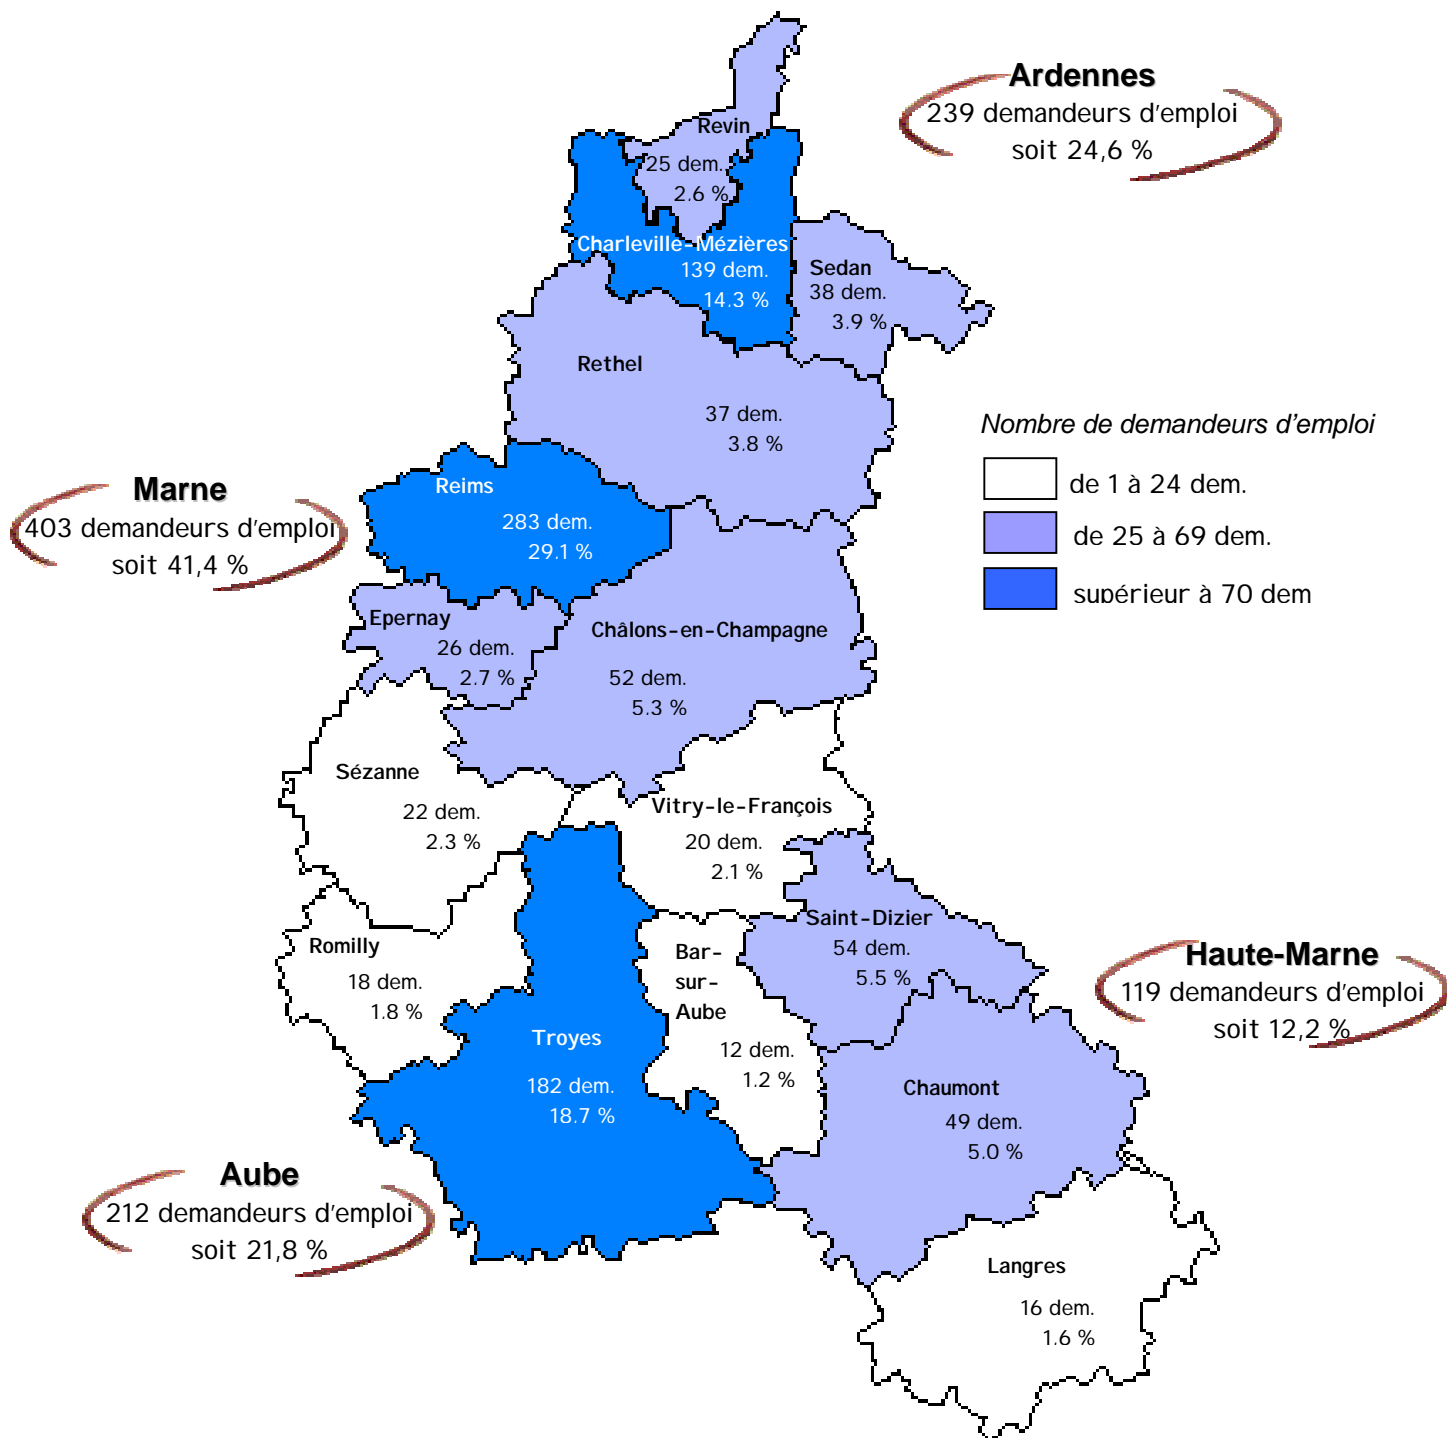 Ardennes
239 demandeurs d'emploi
soit 24,6 %
Revin
25 dem.
2.6 %
Charleville-Mézières
139 dem.
14.3 %
Sedan
38 dem.
3.9 %
Rethel
37 dem.
3.8 %
Nombre de demandeurs d'emploi
de 1 à 24 dem.
de 25 à 69 dem.
supérieur à 70 dem
Marne
403 demandeurs d'emploi
soit 41,4 %
Reims
283 dem.
29.1 %
Epernay
26 dem.
2.7 %
Châlons-en-Champagne
52 dem.
5.3 %
Sézanne
22 dem.
2.3 %
Vitry-le-François
20 dem.
2.1 %
Saint-Dizier
54 dem.
5.5 %
Romilly
18 dem.
1.8 %
Bar-
sur-
Aube
12 dem.
1.2 %
Haute-Marne
119 demandeurs d'emploi
soit 12,2 %
Troyes
182 dem.
18.7 %
Chaumont
49 dem.
5.0 %
Aube
212 demandeurs d'emploi
soit 21,8 %
Langres
16 dem.
1.6 %